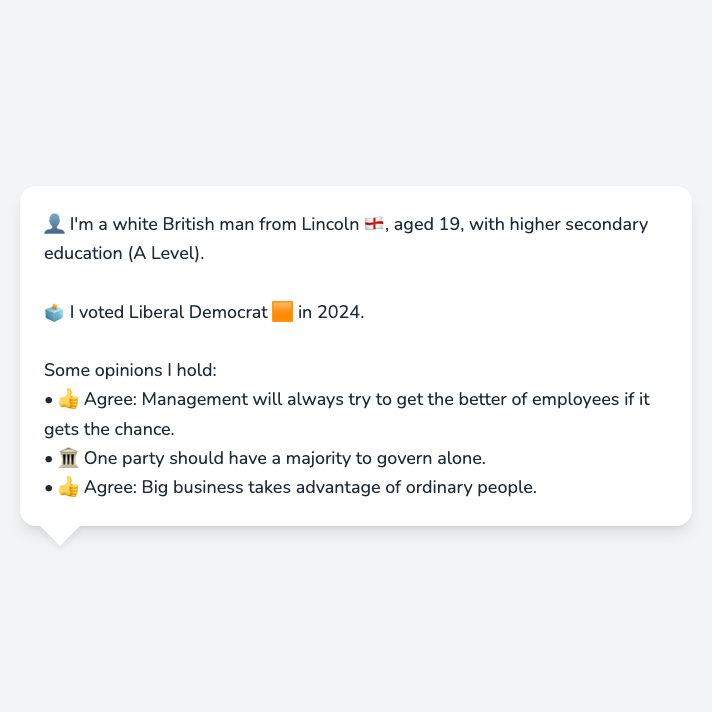 👤 I'm a white British man from Lincoln 🏴󠁧󠁢󠁥󠁮󠁧󠁿, aged 19, with higher secondary
education (A Level).
🗳️ I voted Liberal Democrat 🟧 in 2024.
Some opinions I hold:
• 👍 Agree: Management will always try to get the better of employees if it
gets the chance.
• 🏛️ One party should have a majority to govern alone.
• 👍 Agree: Big business takes advantage of ordinary people.